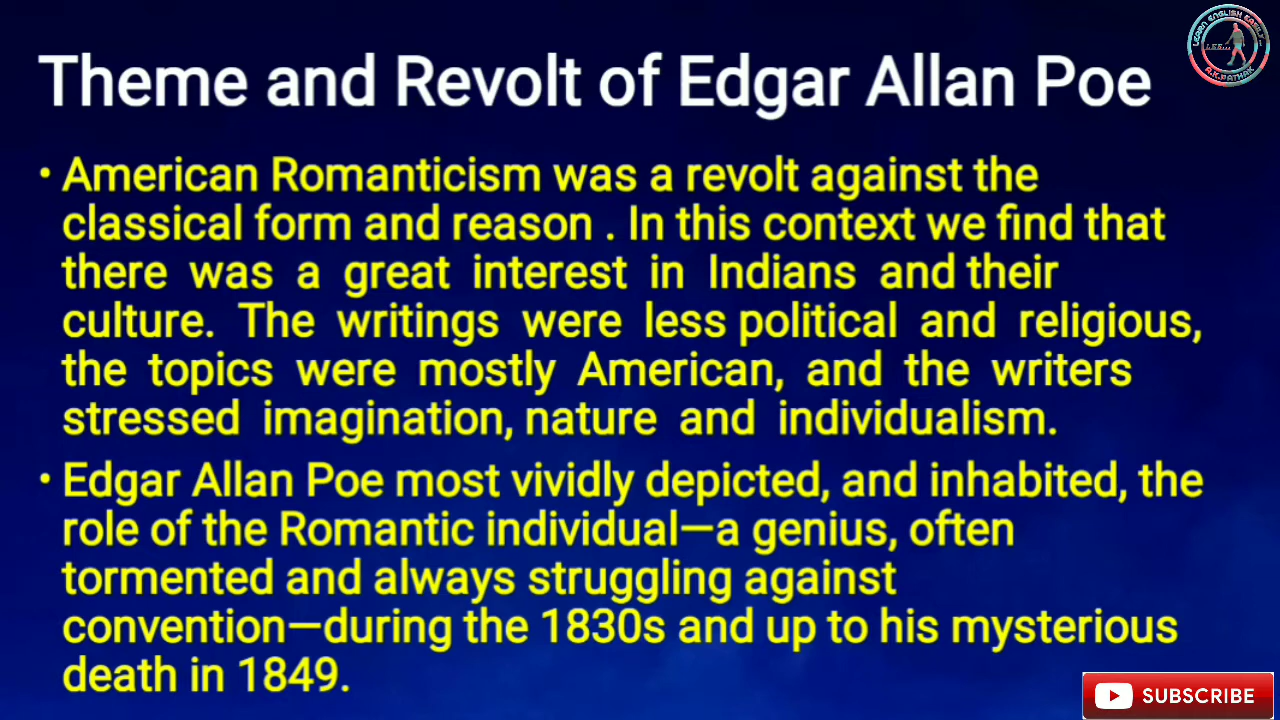 Theme and Revolt of Edgar Allan Poe
• American Romanticism was a revolt against the
classical form and reason . In this context we find that
there was a great interest in Indians and their
culture. The writings were less political and religious,
the topics were mostly American, and the writers
stressed imagination, nature and individualism.
• Edgar Allan Poe most vividly depicted, and inhabited, the
role of the Romantic individual—a genius, often
tormented and always struggling against
convention—during the 1830s and up to his mysterious
death in 1849.
LEARN ENGLISH EASILY
L.E.E...
A.K.PATHAK
SUBSCRIBE